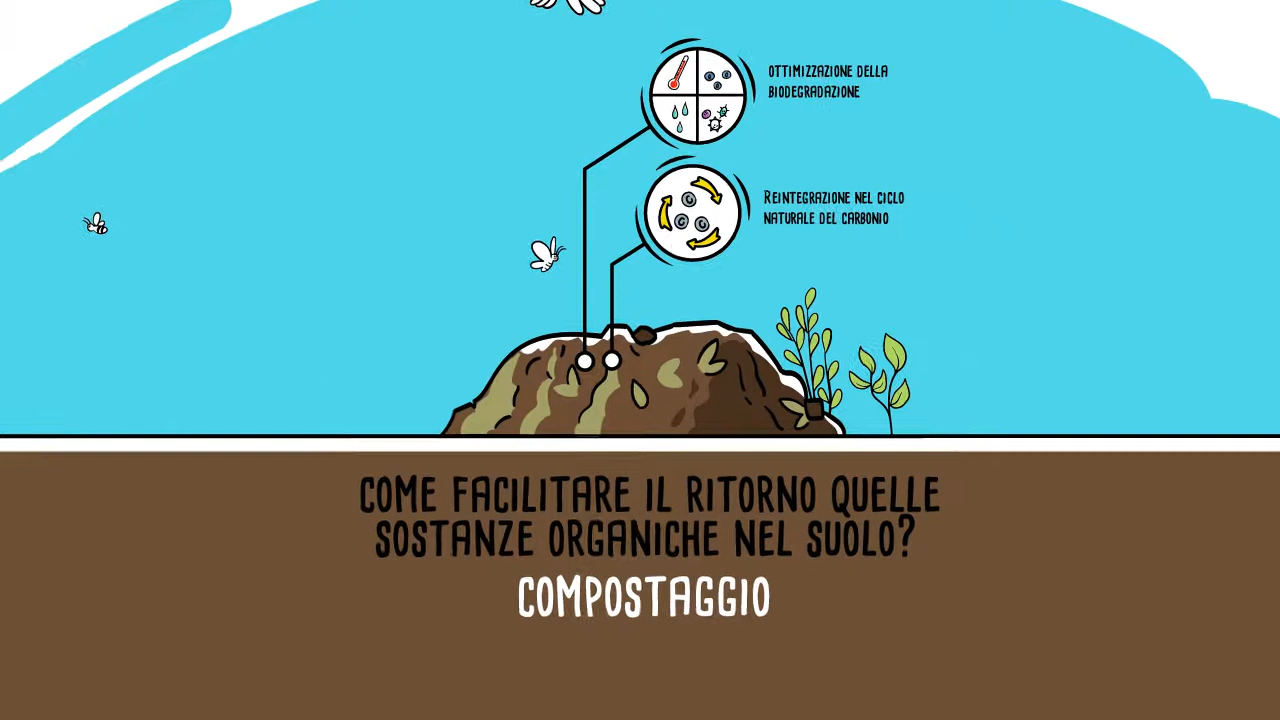 OTTIMIZZAZIONE DELLA
BIODEGRADAZIONE
REINTEGRAZIONE NEL CICLO
NATURALE DEL CARBONIO
COME FACILITARE IL RITORNO QUELLE
SOSTANZE ORGANICHE NEL SUOLO?
COMPOSTAGGIO